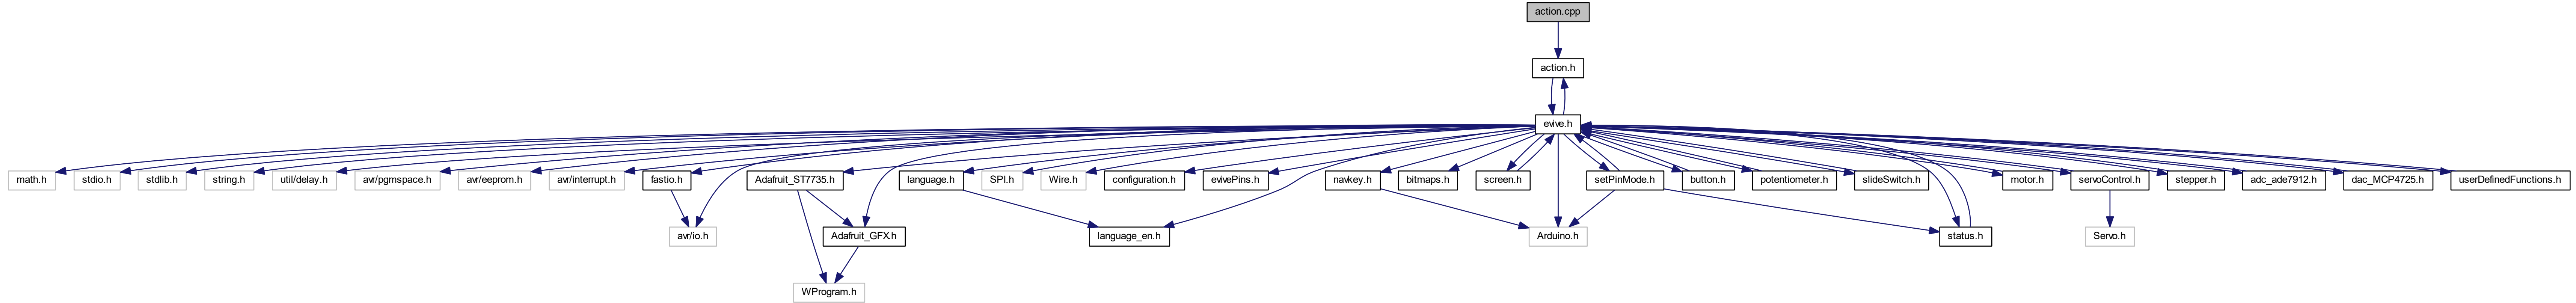 action.cpp
action.h
evive.h
math.h
stdio.h
stdlib.h
string.h
util/delay.h
avr/pgmspace.h
avr/eeprom.h
avr/interrupt.h
fastio.h
Adafruit_ST7735.h
language.h
SPI.h
Wire.h
configuration.h
evivePins.h
navkey.h
bitmaps.h
screen.h
setPinMode.h
button.h
potentiometer.h
slideSwitch.h
motor.h
servoControl.h
stepper.h
adc_ade7912.h
dac_MCP4725.h
userDefinedFunctions.h
avr/io.h
Adafruit_GFX.h
language_en.h
Arduino.h
status.h
Servo.h
WProgram.h